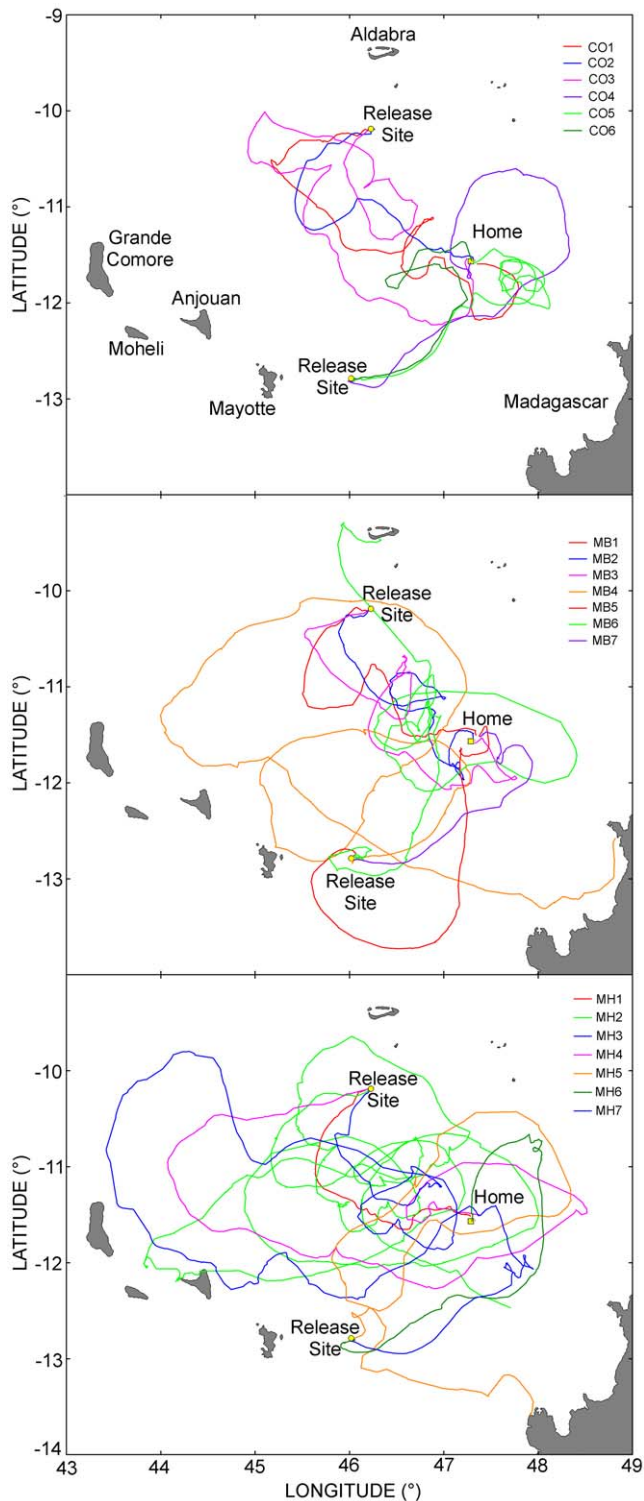 -9
Aldabra
CO1
CO2
CO3
CO4
CO5
CO6
-10
Release
Site
-11
Grande
Comore
Home
LATITUDE (°)
Anjouan
-12
Moheli
Release
Site
-13
Mayotte
Madagascar
MB1
MB2
MB3
MB4
MB5
MB6
MB7
-10
Release
Site
-11
Home
LATITUDE (°)
-12
-13
Release
Site
MH1
MH2
MH3
MH4
MH5
MH6
MH7
-10
Release
Site
-11
Home
LATITUDE (°)
-12
Release
Site
-13
-14
43 44 45 46 47 48 49
LONGITUDE (°)